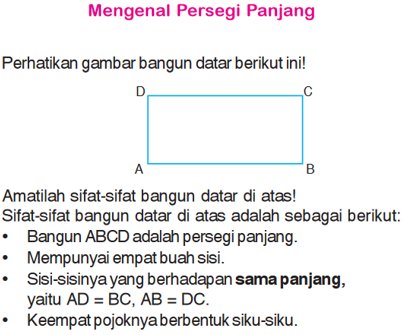 Mengenal Persegi Panjang
Perhatikan gambar bangun datar berikut ini!
D C
A B
Amatilah sifat-sifat bangun datar di atas!
Sifat-sifat bangun datar di atas adalah sebagai berikut:
• Bangun ABCD adalah persegi panjang.
• Mempunyai empat buah sisi.
• Sisi-sisinya yang berhadapan sama panjang,
yaitu AD = BC, AB = DC.
• Keempat pojoknya berbentuk siku-siku.